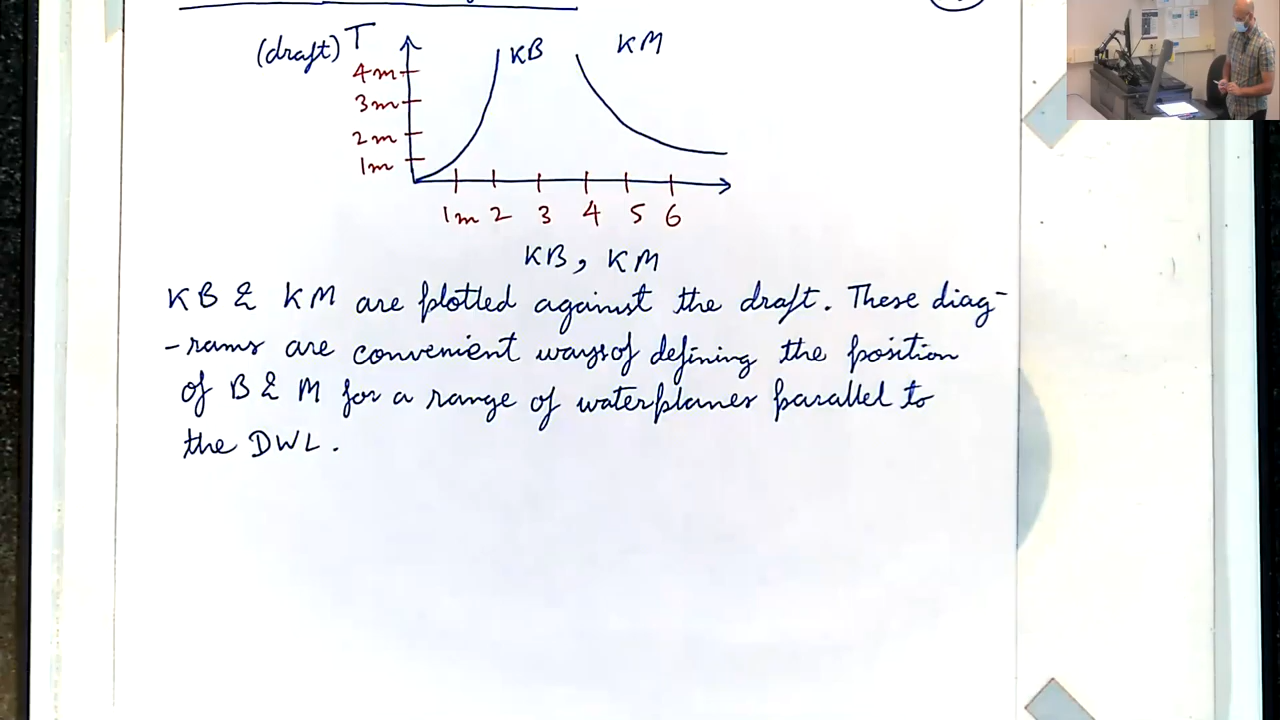 (draft) T
KB
KM
4m
3m
2m
1m
1m 2 3 4 5 6
KB, KM
KB & KM are plotted against the draft. These diag-
-rams are convenient ways of defining the position
of B & M for a range of waterplanes parallel to
the DWL.